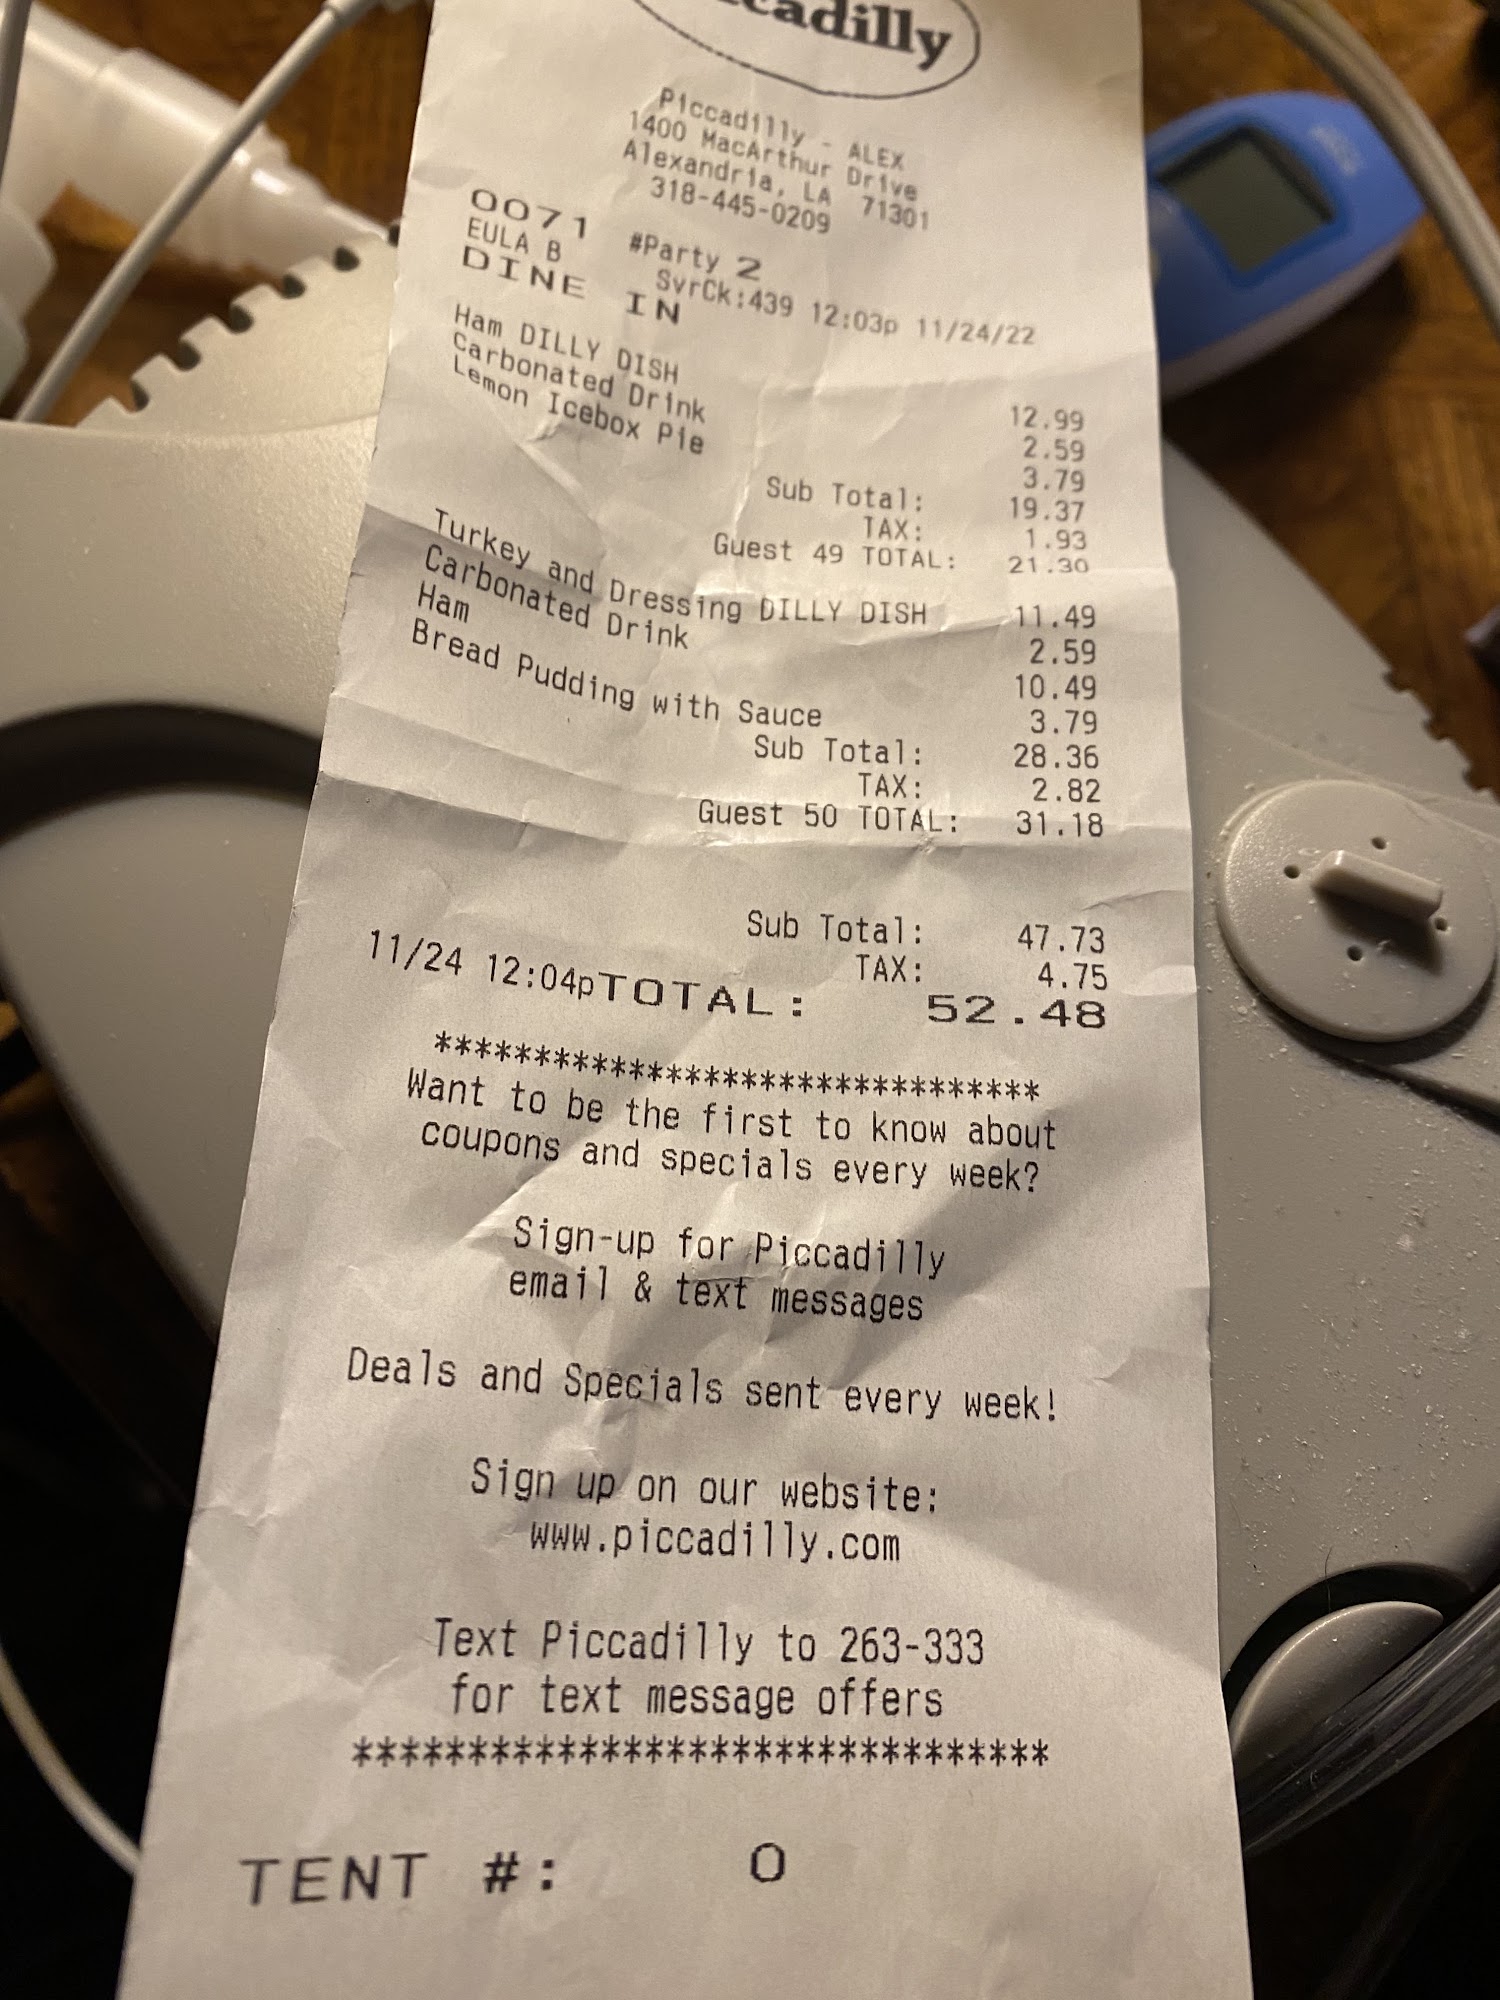 Piccadilly - ALEX
1400 MacArthur Drive
Alexandria, LA 71301
318-445-0209
0071 #Party 2
EULA B SvrCk:439 12:03p 11/24/22
DINE IN
Ham DILLY DISH 12.99
Carbonated Drink 2.59
Lemon Icebox Pie 3.79
Sub Total: 19.37
TAX: 1.93
Guest 49 TOTAL: 21.30
Turkey and Dressing DILLY DISH 11.49
Carbonated Drink 2.59
Ham 10.49
Bread Pudding with Sauce 3.79
Sub Total: 28.36
TAX: 2.82
Guest 50 TOTAL: 31.18
Sub Total: 47.73
TAX: 4.75
11/24 12:04pTOTAL: 52.48
*******************************
Want to be the first to know about
coupons and specials every week?
Sign-up for Piccadilly
email & text messages
Deals and Specials sent every week!
Sign up on our website:
www.piccadilly.com
Text Piccadilly to 263-333
for text message offers
********************************
TENT #: 0